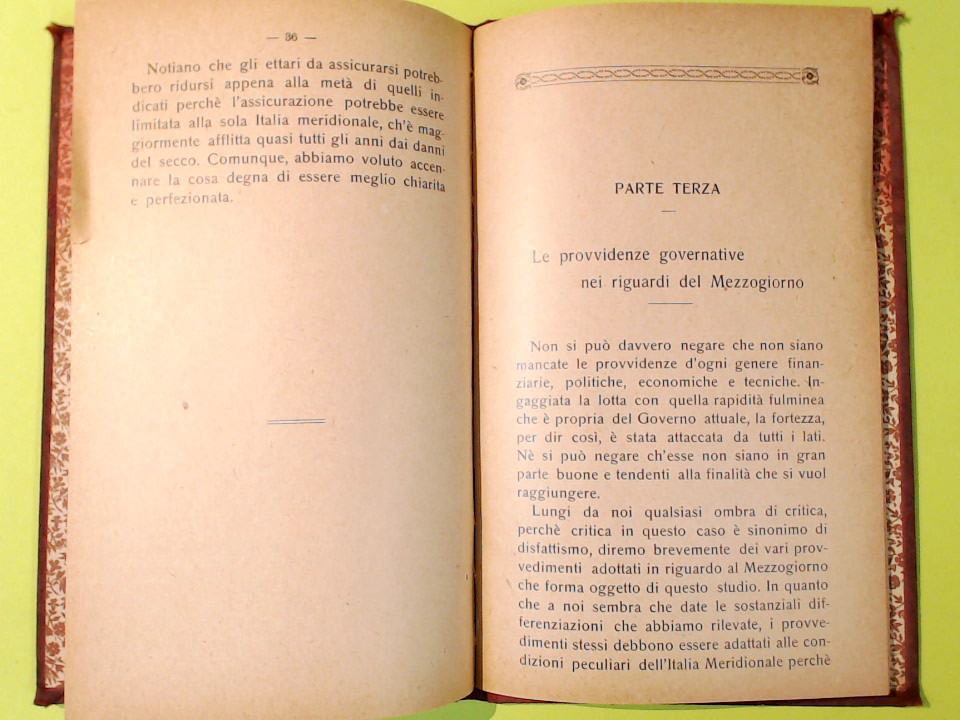 — 36 —
Notiano che gli ettari da assicurarsi potreb-
bero ridursi appena alla metà di quelli in-
dicati perchè l'assicurazione potrebbe essere
limitata alla sola Italia meridionale, ch'è mag-
giormente afflitta quasi tutti gli anni dai danni
del secco. Comunque, abbiamo voluto accen-
nare la cosa degna di essere meglio chiarita
e perfezionata.
PARTE TERZA
Le provvidenze governative
nei riguardi del Mezzogiorno
Non si può davvero negare che non siano
mancate le provvidenze d'ogni genere finan-
ziarie, politiche, economiche e tecniche. In-
gaggiata la lotta con quella rapidità fulminea
che è propria del Governo attuale, la fortezza,
per dir così, è stata attaccata da tutti i lati.
Nè si può negare ch'esse non siano in gran
parte buone e tendenti alla finalità che si vuol
raggiungere.
Lungi da noi qualsiasi ombra di critica,
perchè critica in questo caso è sinonimo di
disfattismo, diremo brevemente dei vari prov-
vedimenti adottati in riguardo al Mezzogiorno
che forma oggetto di questo studio. In quanto
che a noi sembra che date le sostanziali dif-
ferenziazioni che abbiamo rilevate, i provve-
dimenti stessi debbono essere adattati alle con-
dizioni peculiari dell'Italia Meridionale perchè